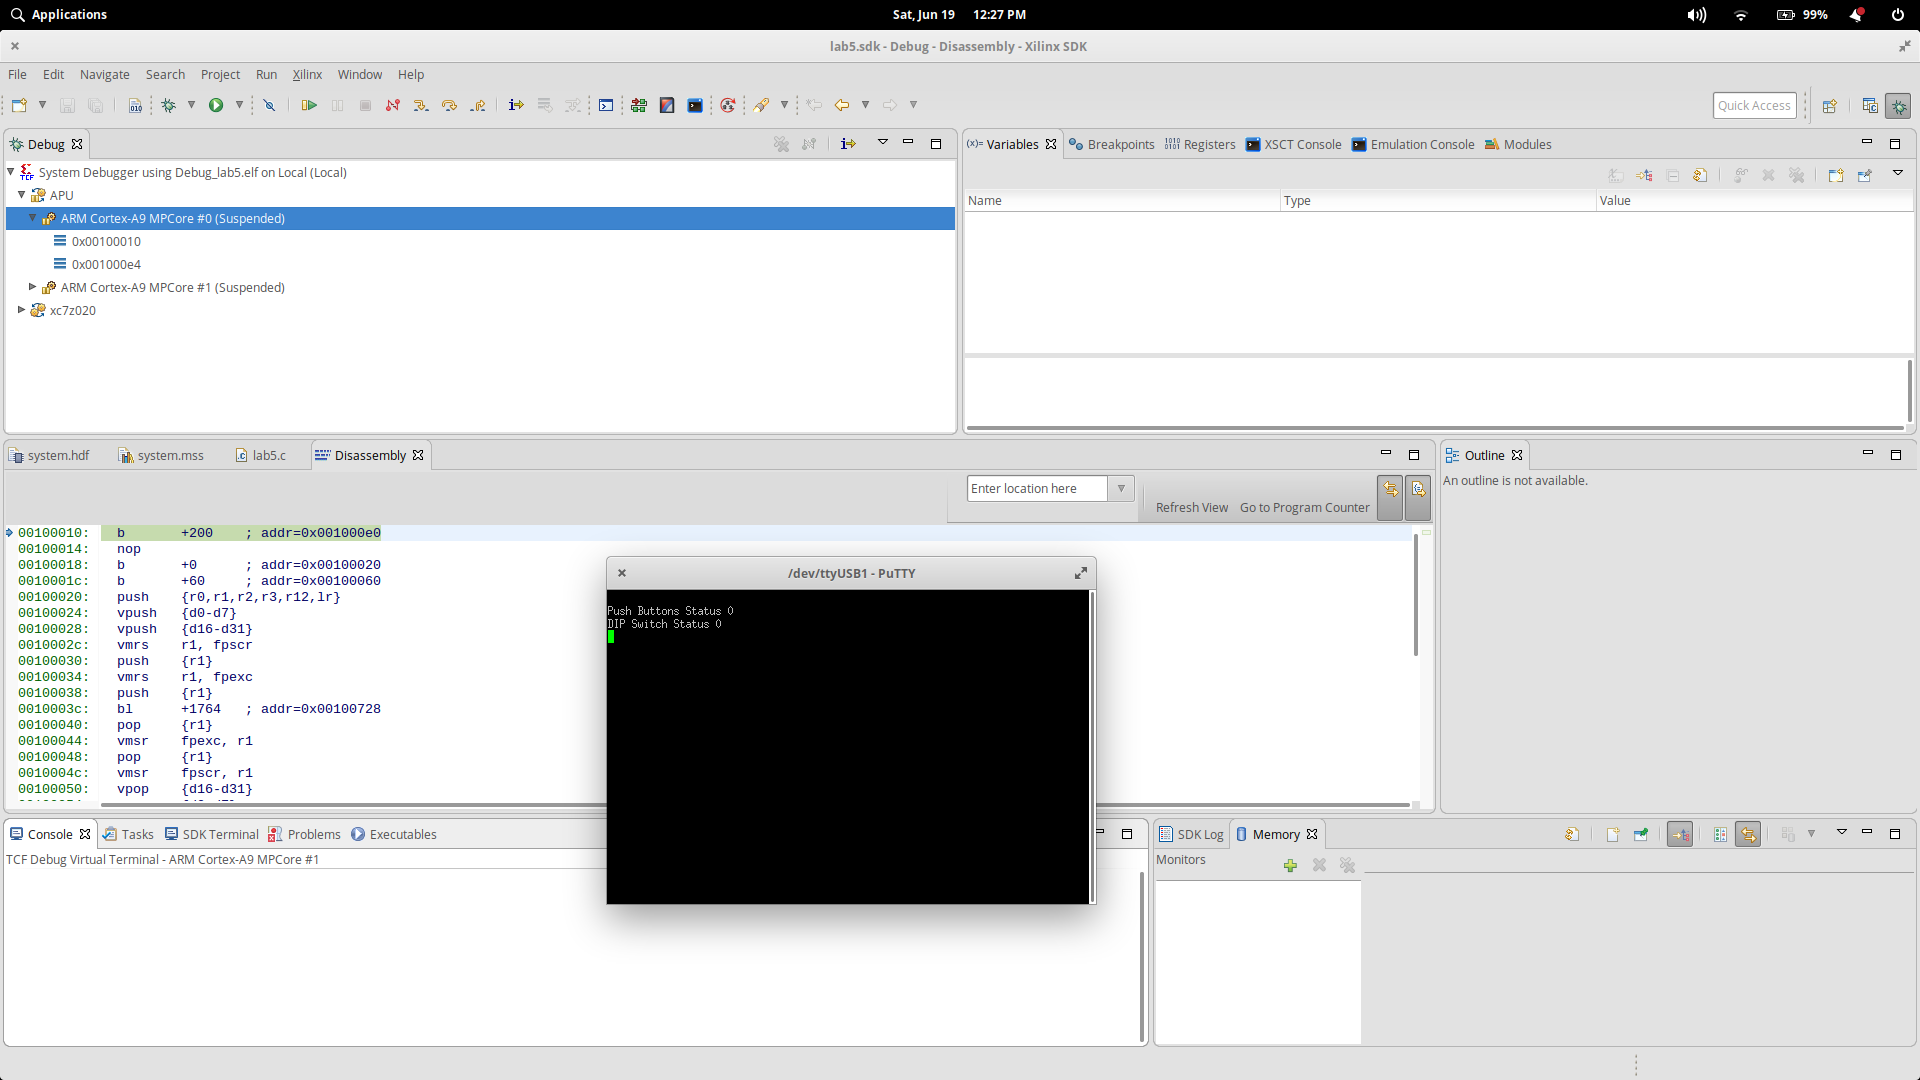 Applications
Sat, Jun 19 12:27 PM
99%
lab5.sdk - Debug - Disassembly - Xilinx SDK
File Edit Navigate Search Project Run Xilinx Window Help
Quick Access
Debug
System Debugger using Debug_lab5.elf on Local (Local)
APU
ARM Cortex-A9 MPCore #0 (Suspended)
0x00100010
0x001000e4
ARM Cortex-A9 MPCore #1 (Suspended)
xc7z020
(x)= Variables Breakpoints Registers XSCT Console Emulation Console Modules
Name Type Value
system.hdf system.mss lab5.c Disassembly
Enter location here
Refresh View Go to Program Counter
00100010: b +200 ; addr=0x001000e0
00100014: nop
00100018: b +0 ; addr=0x00100020
0010001c: b +60 ; addr=0x00100060
00100020: push {r0,r1,r2,r3,r12,lr}
00100024: vpush {d0-d7}
00100028: vpush {d16-d31}
0010002c: vmrs r1, fpscr
00100030: push {r1}
00100034: vmrs r1, fpexc
00100038: push {r1}
0010003c: bl +1764 ; addr=0x00100728
00100040: pop {r1}
00100044: vmsr fpexc, r1
00100048: pop {r1}
0010004c: vmsr fpscr, r1
00100050: vpop {d16-d31}
Outline
An outline is not available.
/dev/ttyUSB1 - PuTTY
Push Buttons Status 0
DIP Switch Status 0
Console Tasks SDK Terminal Problems Executables
TCF Debug Virtual Terminal - ARM Cortex-A9 MPCore #1
SDK Log Memory
Monitors